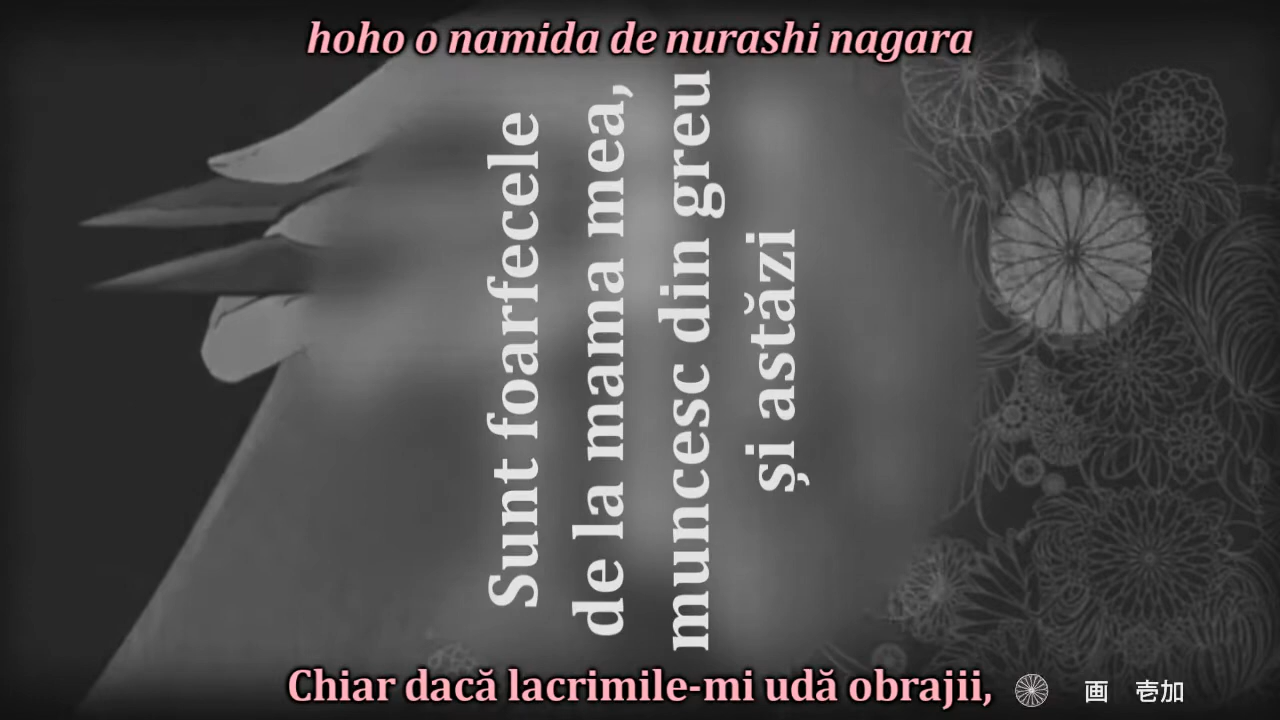 hoho o namida de nurashi nagara
Sunt foarfecele
de la mama mea,
muncesc din greu
și astăzi
Chiar dacă lacrimile-mi udă obrajii,
画 壱加